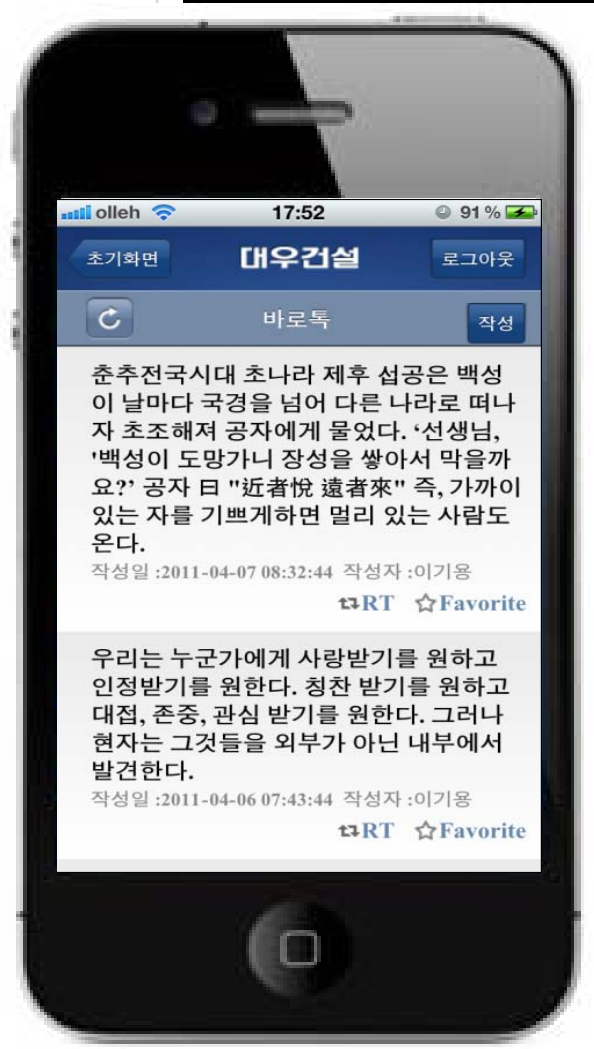 olleh 17:52 91 %
초기화면 대우건설 로그아웃
바로톡 작성
춘추전국시대 초나라 제후 섭공은 백성
이 날마다 국경을 넘어 다른 나라로 떠나
자 초조해져 공자에게 물었다. ‘선생님,
'백성이 도망가니 장성을 쌓아서 막을까
요?’ 공자 曰 "近者悅 遠者來" 즉, 가까이
있는 자를 기쁘게하면 멀리 있는 사람도
온다.
작성일 :2011-04-07 08:32:44 작성자 :이기용
RT Favorite
우리는 누군가에게 사랑받기를 원하고
인정받기를 원한다. 칭찬 받기를 원하고
대접, 존중, 관심 받기를 원한다. 그러나
현자는 그것들을 외부가 아닌 내부에서
발견한다.
작성일 :2011-04-06 07:43:44 작성자 :이기용
RT Favorite